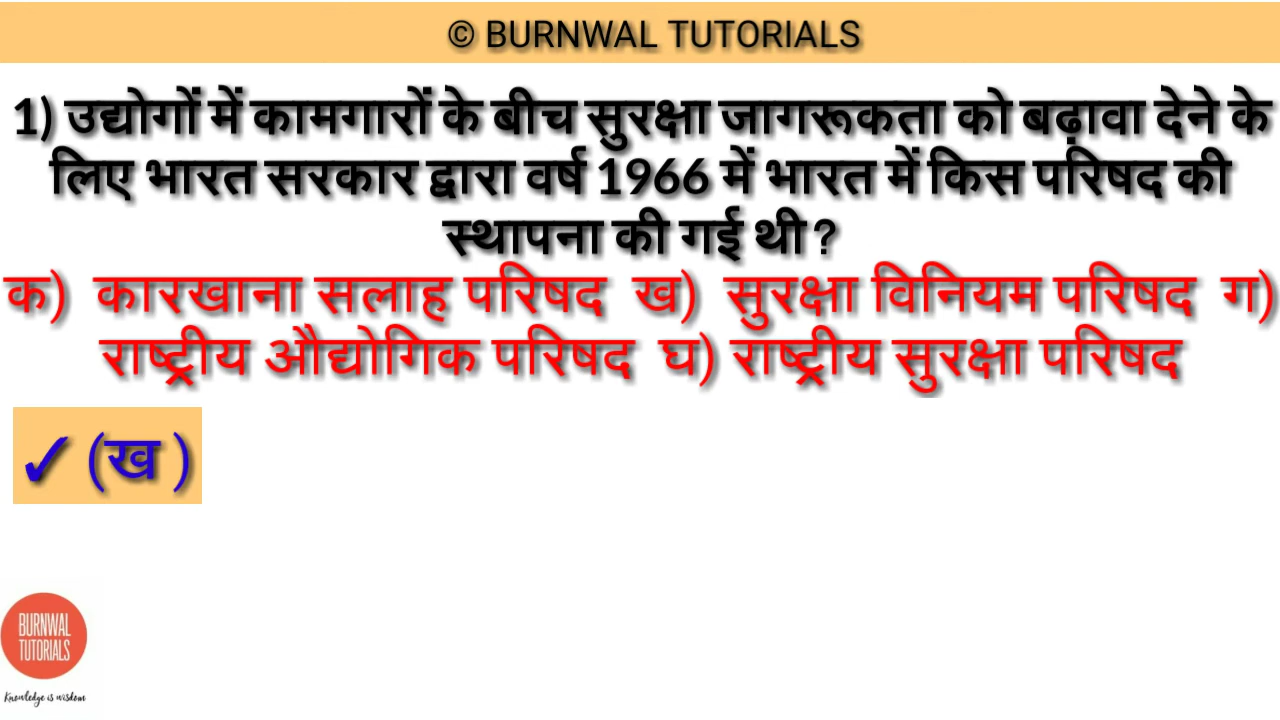 © BURNWAL TUTORIALS
1) उद्योगों में कामगारों के बीच सुरक्षा जागरूकता को बढ़ावा देने के
लिए भारत सरकार द्वारा वर्ष 1966 में भारत में किस परिषद की
स्थापना की गई थी ?
क) कारखाना सलाह परिषद ख) सुरक्षा विनियम परिषद ग)
राष्ट्रीय औद्योगिक परिषद घ) राष्ट्रीय सुरक्षा परिषद
✓ (ख )
BURNWAL
TUTORIALS
Knowledge is wisdom